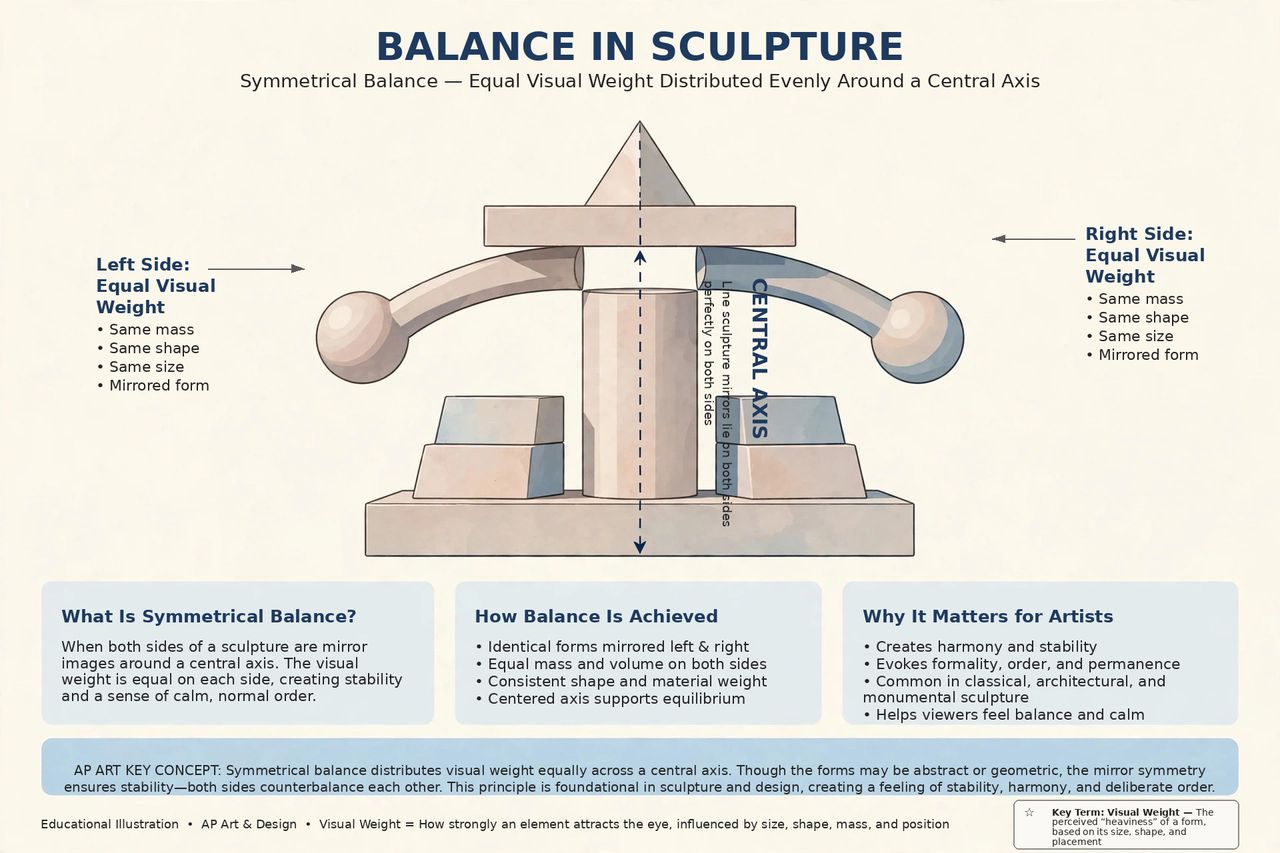 BALANCE IN SCULPTURE
Symmetrical Balance — Equal Visual Weight Distributed Evenly Around a Central Axis
Left Side:
Equal Visual
Weight
• Same mass
• Same shape
• Same size
• Mirrored form
CENTRAL AXIS
Line sculpture mirrors lie on both sides
perfectly on both sides
Right Side:
Equal Visual
Weight
• Same mass
• Same shape
• Same size
• Mirrored form
What Is Symmetrical Balance?
When both sides of a sculpture are mirror
images around a central axis. The visual
weight is equal on each side, creating stability
and a sense of calm, normal order.
How Balance Is Achieved
• Identical forms mirrored left & right
• Equal mass and volume on both sides
• Consistent shape and material weight
• Centered axis supports equilibrium
Why It Matters for Artists
• Creates harmony and stability
• Evokes formality, order, and permanence
• Common in classical, architectural, and
monumental sculpture
• Helps viewers feel balance and calm
AP ART KEY CONCEPT: Symmetrical balance distributes visual weight equally across a central axis. Though the forms may be abstract or geometric, the mirror symmetry
ensures stability—both sides counterbalance each other. This principle is foundational in sculpture and design, creating a feeling of stability, harmony, and deliberate order.
Educational Illustration • AP Art & Design • Visual Weight = How strongly an element attracts the eye, influenced by size, shape, mass, and position
☆ Key Term: Visual Weight — The
perceived “heaviness” of a form,
based on its size, shape, and
placement